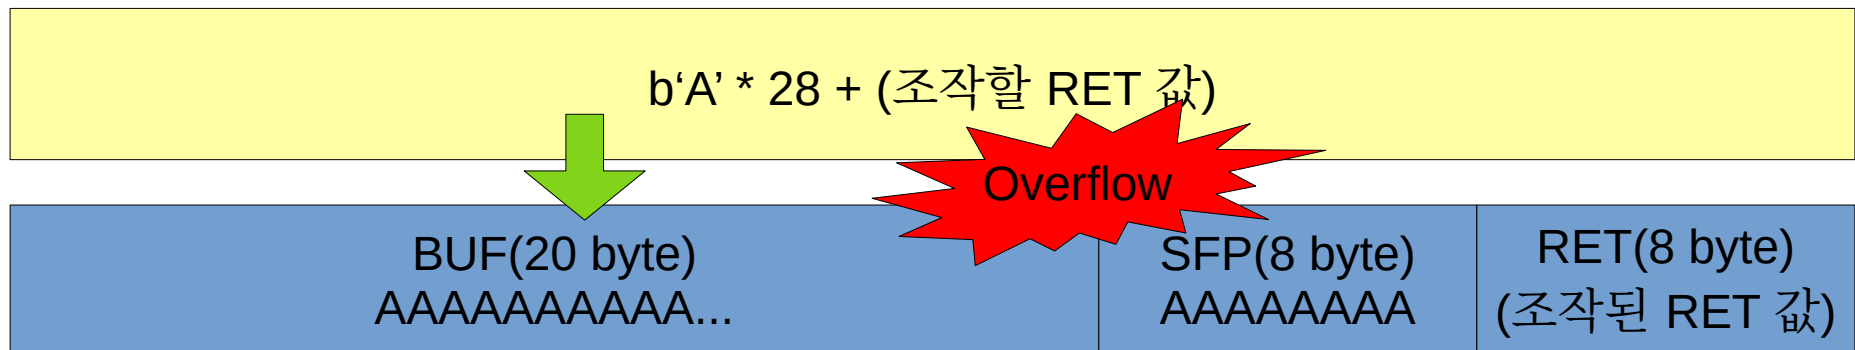 b‘A’ * 28 + (조작할 RET 값)
Overflow
BUF(20 byte)
AAAAAAAAAA...
SFP(8 byte)
AAAAAAAA
RET(8 byte)
(조작된 RET 값)